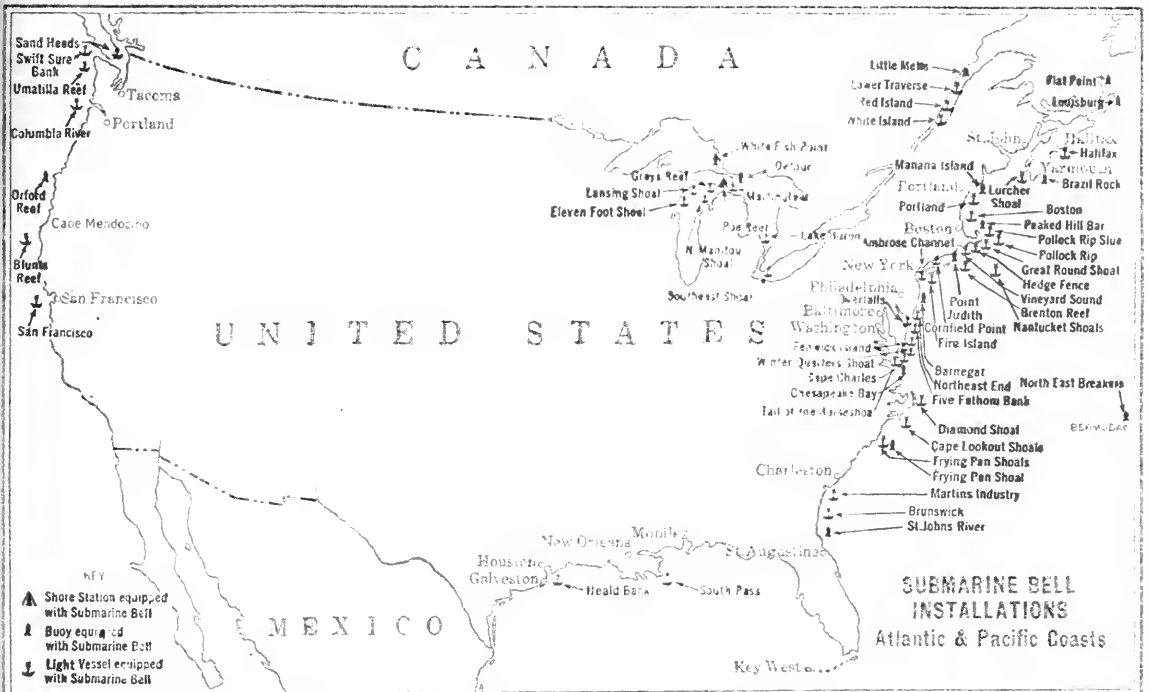 CANADA
Sand Heads
Swift Sure
Bank
Umatilla Reef
Tacoma
Columbia River
Portland
Orford
Reef
Cape Mendocino
Blunts
Reef
San Francisco
San Francisco
White Fish Point
Detour
Grays Reef
Lansing Shoal
Martin Reef
Eleven Foot Shoal
Poe Reef
Lake Huron
N. Manitou
Shoal
Southeast Shoal
Little Metis
Lower Traverse
Red Island
White Island
Flat Point
Louisburg
St. John
Halifax
Halifax
Yarmouth
Manana Island
Lurcher
Shoal
Brazil Rock
Portland
Portland
Boston
Boston
Peaked Hill Bar
Pollock Rip Slue
Pollock Rip
Great Round Shoal
Hedge Fence
Vineyard Sound
Brenton Reef
Nantucket Shoals
Ambrose Channel
New York
Point
Judith
Cornfield Point
Fire Island
Philadelphia
Overfalls
Baltimore
Washington
Fenwick Island
Winter Quarters Shoal
Cape Charles
Chesapeake Bay
Tail of the Horseshoe
Barnegat
Northeast End
Five Fathom Bank
North East Breakers
BERMUDAS
UNITED STATES
Diamond Shoal
Cape Lookout Shoals
Frying Pan Shoals
Frying Pan Shoal
Charleston
Martins Industry
Brunswick
St. Johns River
St. Augustine
Mobile
New Orleans
Houston
Galveston
Heald Bank
South Pass
Key West
MEXICO
KEY
Shore Station equipped
with Submarine Bell
Buoy equipped
with Submarine Bell
Light Vessel equipped
with Submarine Bell
SUBMARINE BELL
INSTALLATIONS
Atlantic & Pacific Coasts